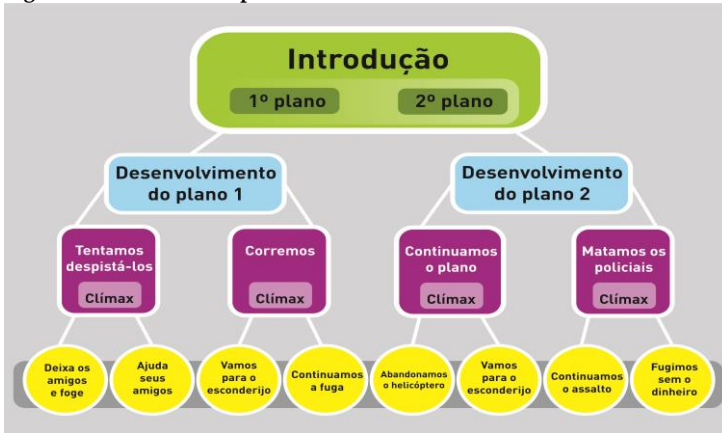 Introdução
1º plano
2º plano
Desenvolvimento
do plano 1
Desenvolvimento
do plano 2
Tentamos
despistá-los
Clímax
Corremos
Clímax
Continuamos
o plano
Clímax
Matamos os
policiais
Clímax
Deixa os
amigos
e foge
Ajuda
seus
amigos
Vamos
para o
esconderijo
Continuamos
a fuga
Abandonamos
o helicóptero
Vamos
para o
esconderijo
Continuamos
o assalto
Fugimos
sem o
dinheiro